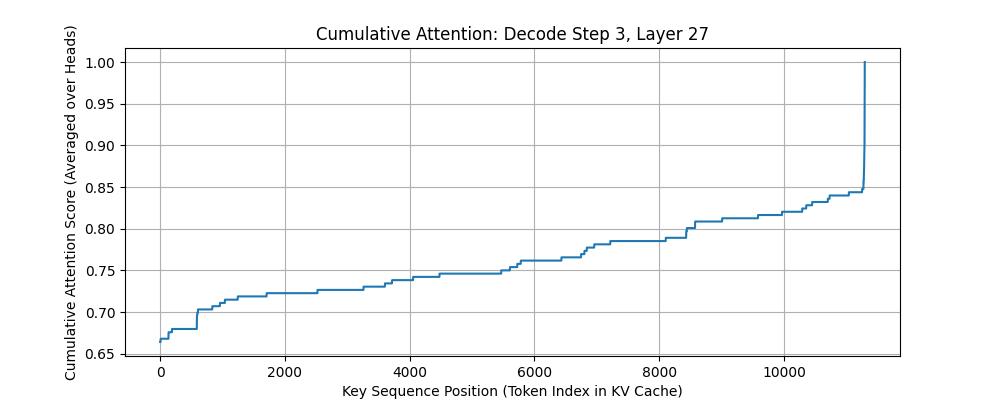 Cumulative Attention: Decode Step 3, Layer 27
Cumulative Attention Score (Averaged over Heads)
1.00
0.95
0.90
0.85
0.80
0.75
0.70
0.65
0 2000 4000 6000 8000 10000
Key Sequence Position (Token Index in KV Cache)